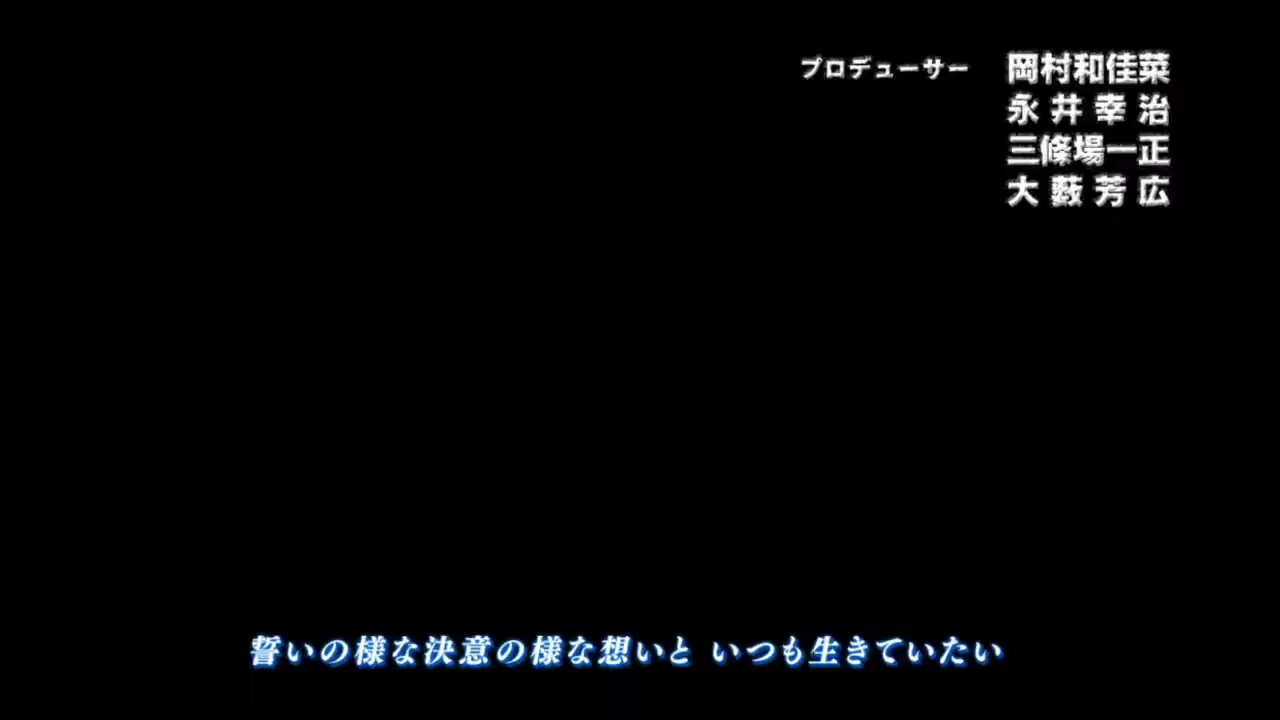 プロデューサー 岡村和佳菜
永井幸治
三條場一正
大薮芳広
誓いの様な決意の様な想いと いつも生きていたい